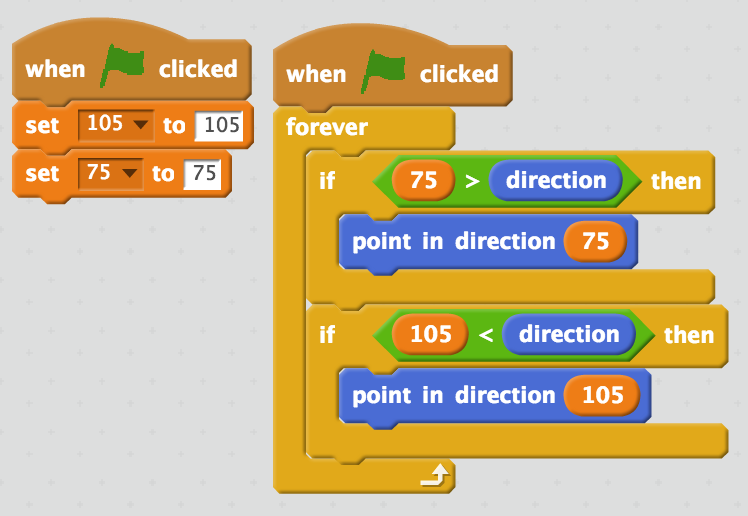 when clicked
set 105 to 105
set 75 to 75
when clicked
forever
if 75 > direction then
point in direction 75
if 105 < direction then
point in direction 105